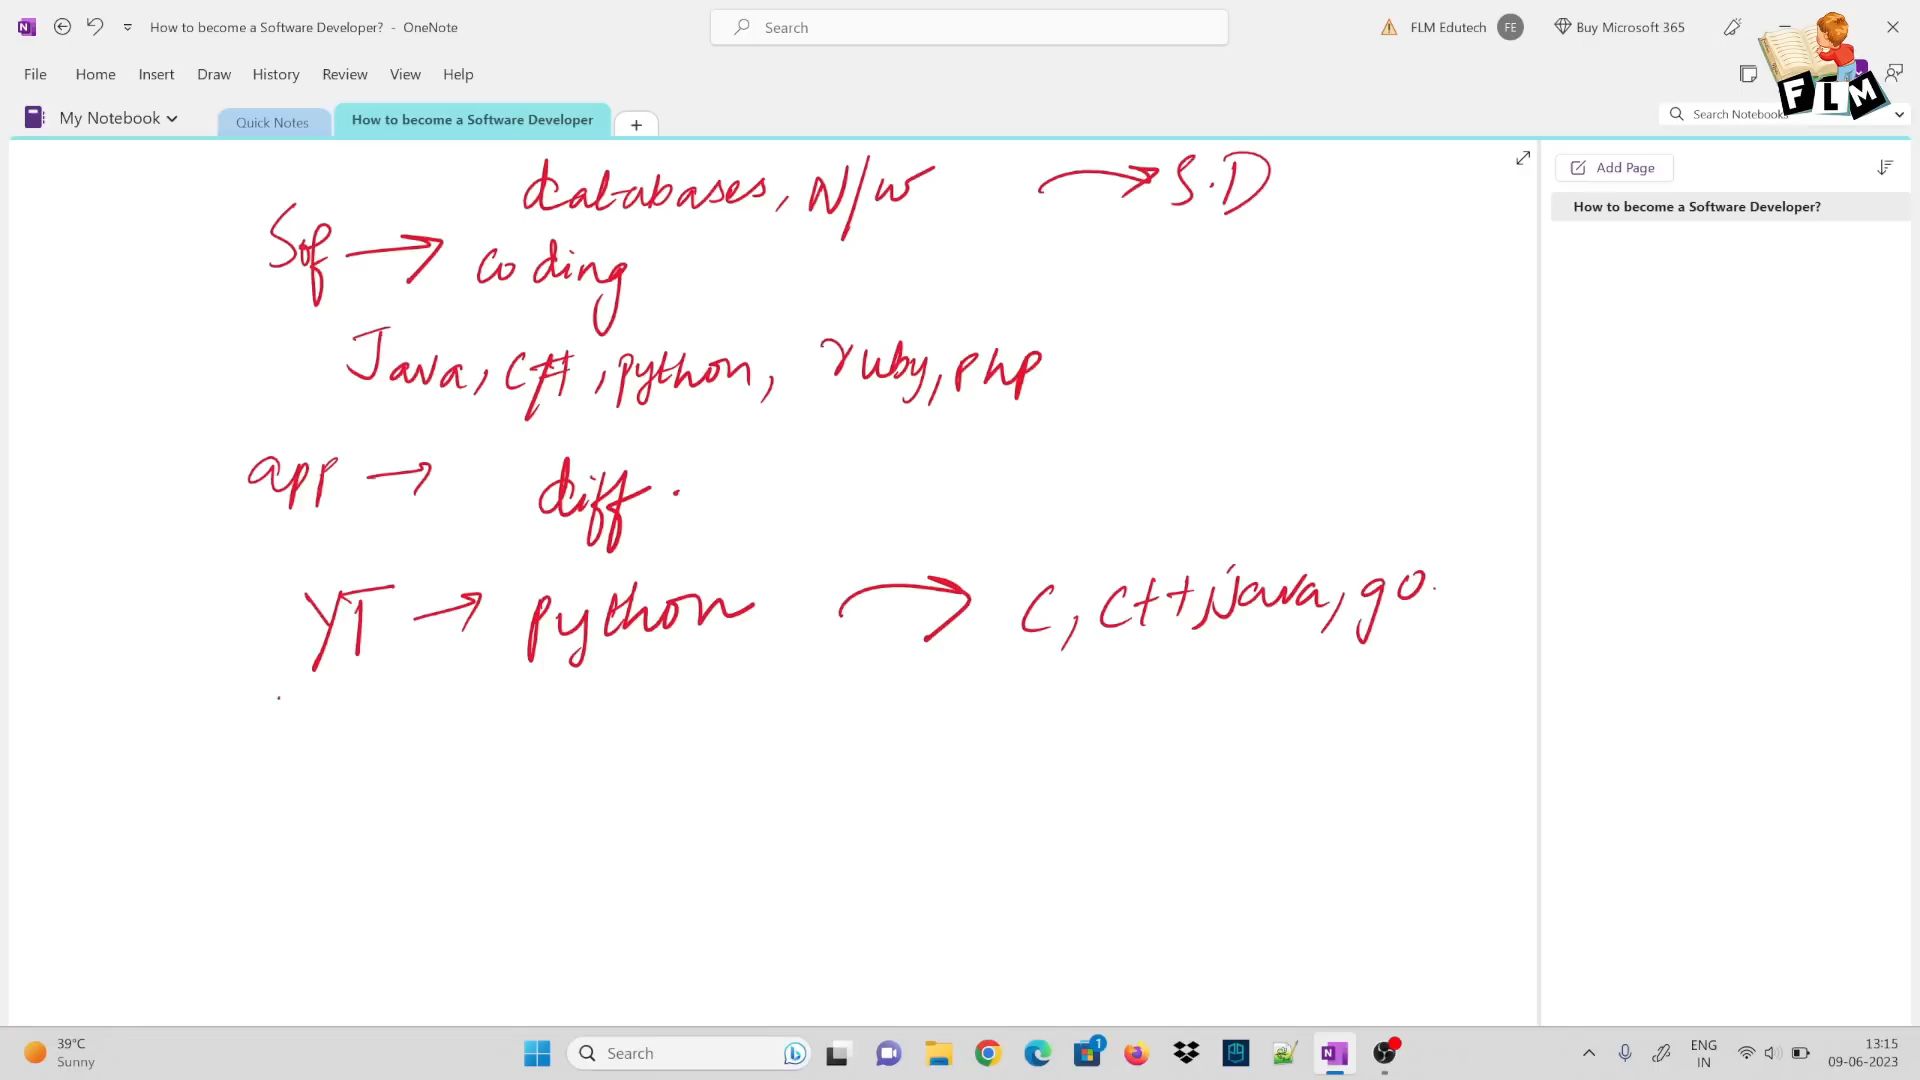 How to become a Software Developer? - OneNote
Search
FLM Edutech FE
Buy Microsoft 365
File Home Insert Draw History Review View Help
FLM
My Notebook
Quick Notes
How to become a Software Developer
+
Search Notebooks
Add Page
How to become a Software Developer?
databases, N/W → S.D
Sof → coding
Java, C++, python, ruby, php
app → diff.
YT → python → C, C++, java, go.
39°C
Sunny
Search
1
ENG
IN
13:15
09-06-2023